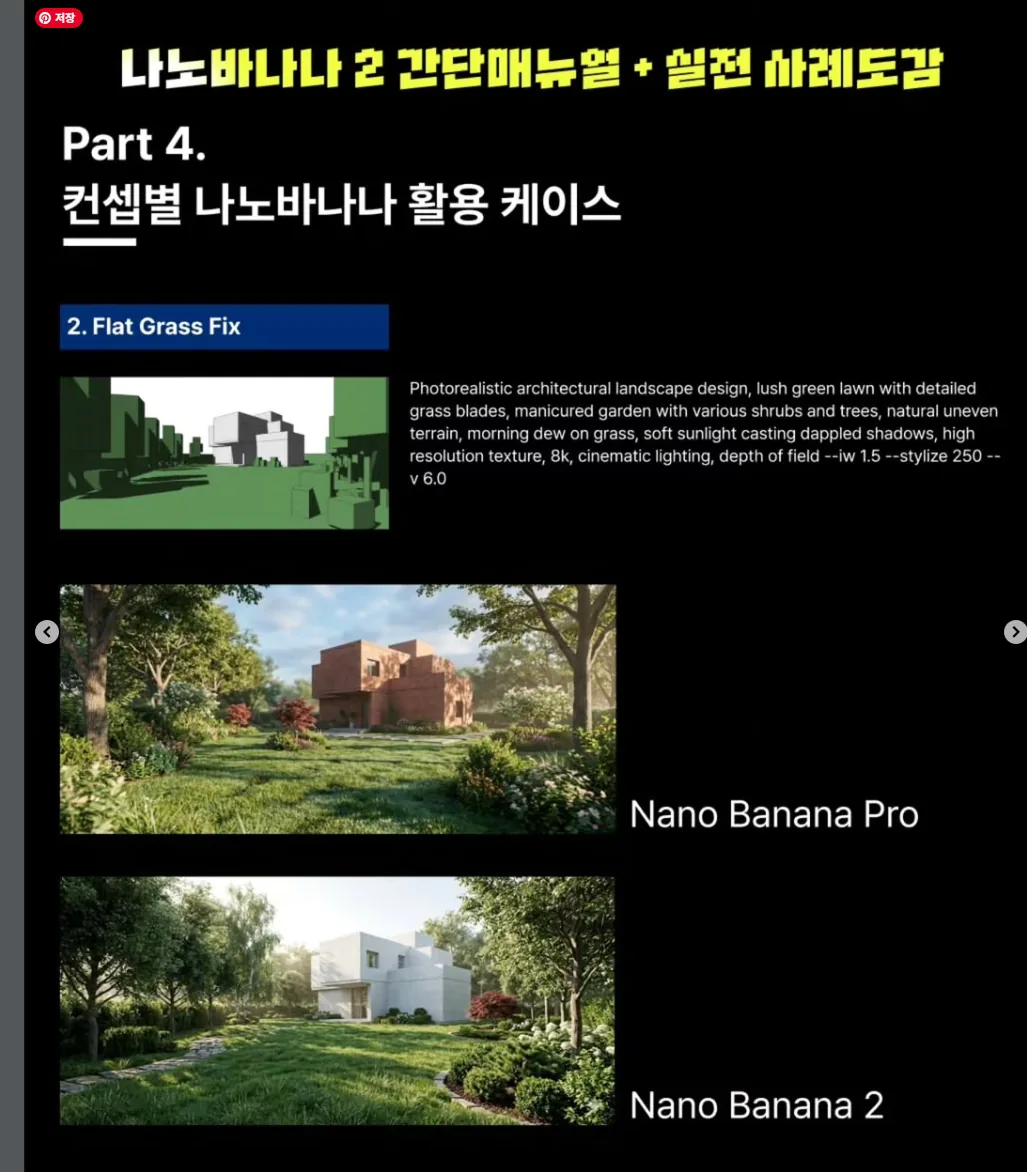 저장
나노바나나 2 간단매뉴얼 + 실전 사례도감
Part 4.
컨셉별 나노바나나 활용 케이스
2. Flat Grass Fix
Photorealistic architectural landscape design, lush green lawn with detailed
grass blades, manicured garden with various shrubs and trees, natural uneven
terrain, morning dew on grass, soft sunlight casting dappled shadows, high
resolution texture, 8k, cinematic lighting, depth of field --iw 1.5 --stylize 250 --
v 6.0
Nano Banana Pro
Nano Banana 2